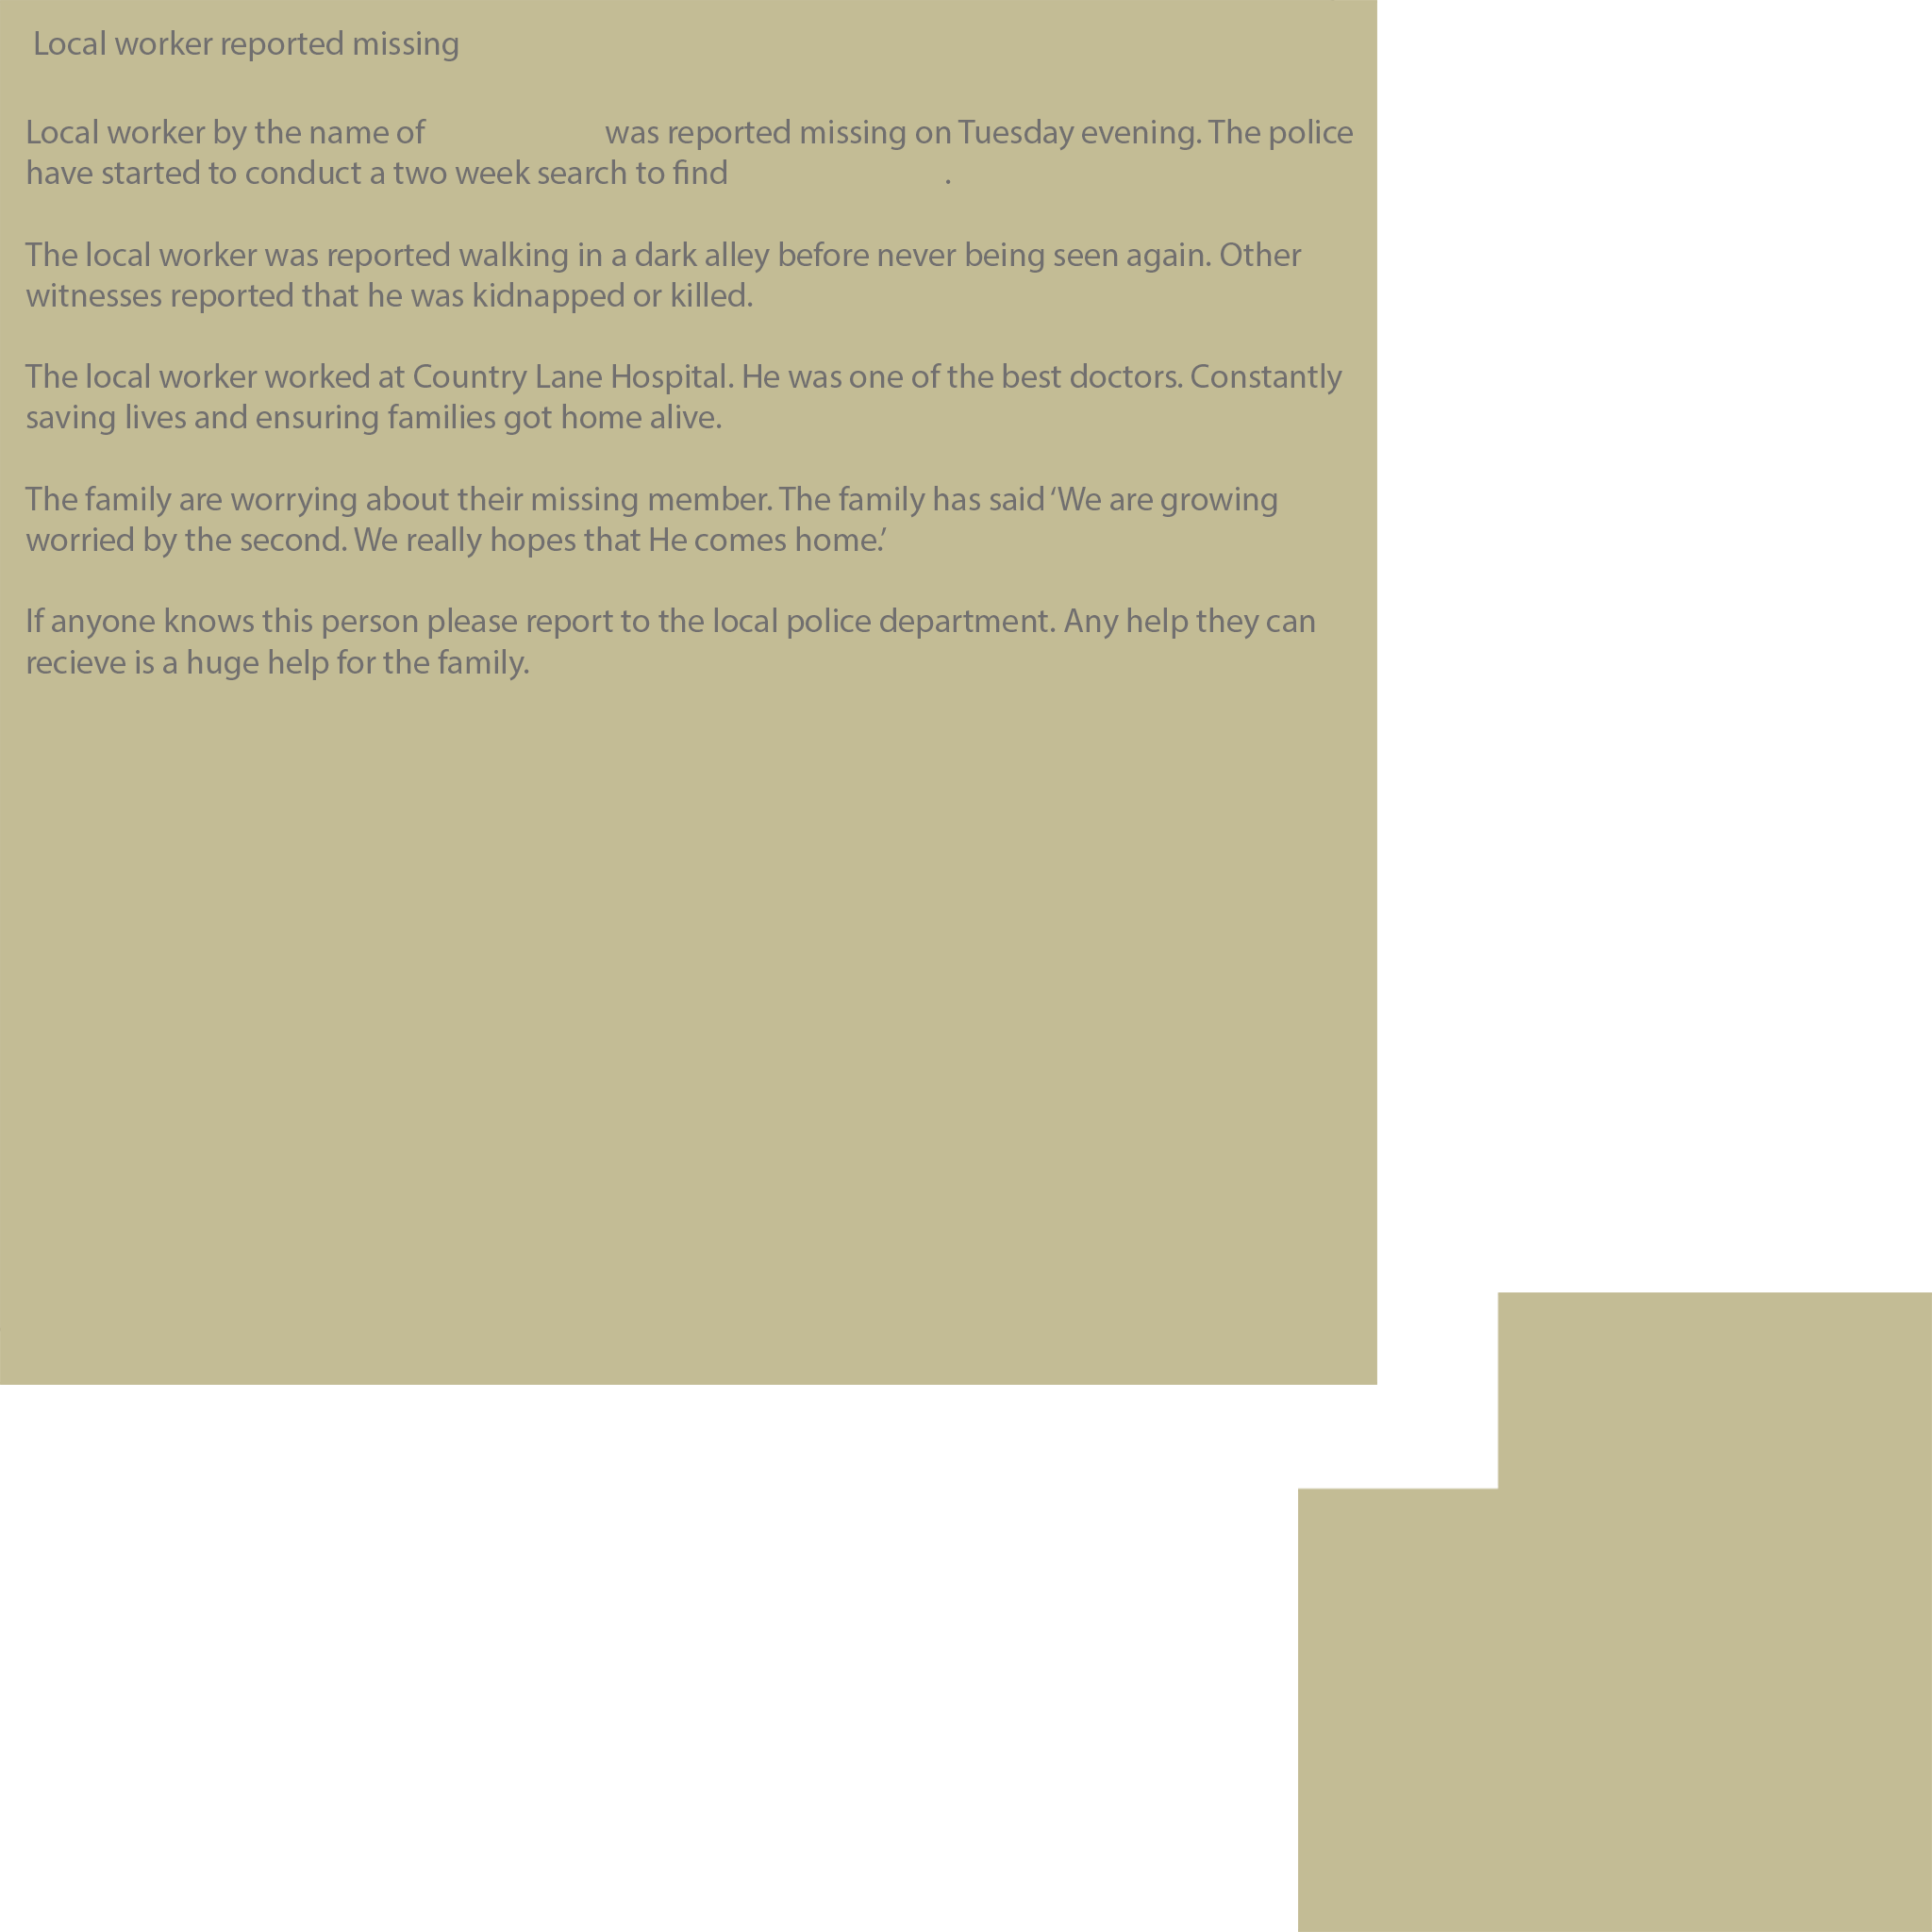 Local worker reported missing
Local worker by the name of was reported missing on Tuesday evening. The police
have started to conduct a two week search to find .
The local worker was reported walking in a dark alley before never being seen again. Other
witnesses reported that he was kidnapped or killed.
The local worker worked at Country Lane Hospital. He was one of the best doctors. Constantly
saving lives and ensuring families got home alive.
The family are worrying about their missing member. The family has said ‘We are growing
worried by the second. We really hopes that He comes home.’
If anyone knows this person please report to the local police department. Any help they can
recieve is a huge help for the family.